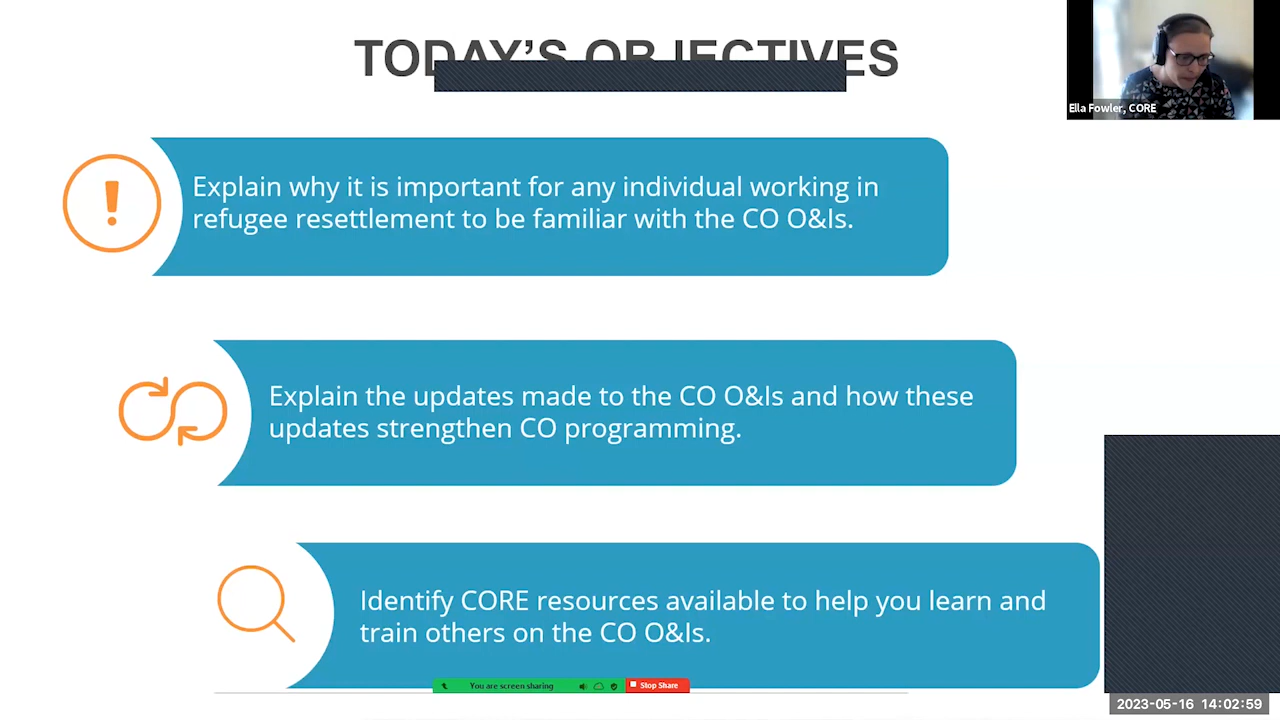 TODAY'S OBJECTIVES
Ella Fowler, CORE
Explain why it is important for any individual working in
refugee resettlement to be familiar with the CO O&Is.
Explain the updates made to the CO O&Is and how these
updates strengthen CO programming.
Identify CORE resources available to help you learn and
train others on the CO O&Is.
You are screen sharing
Stop Share
2023-05-16 14:02:59